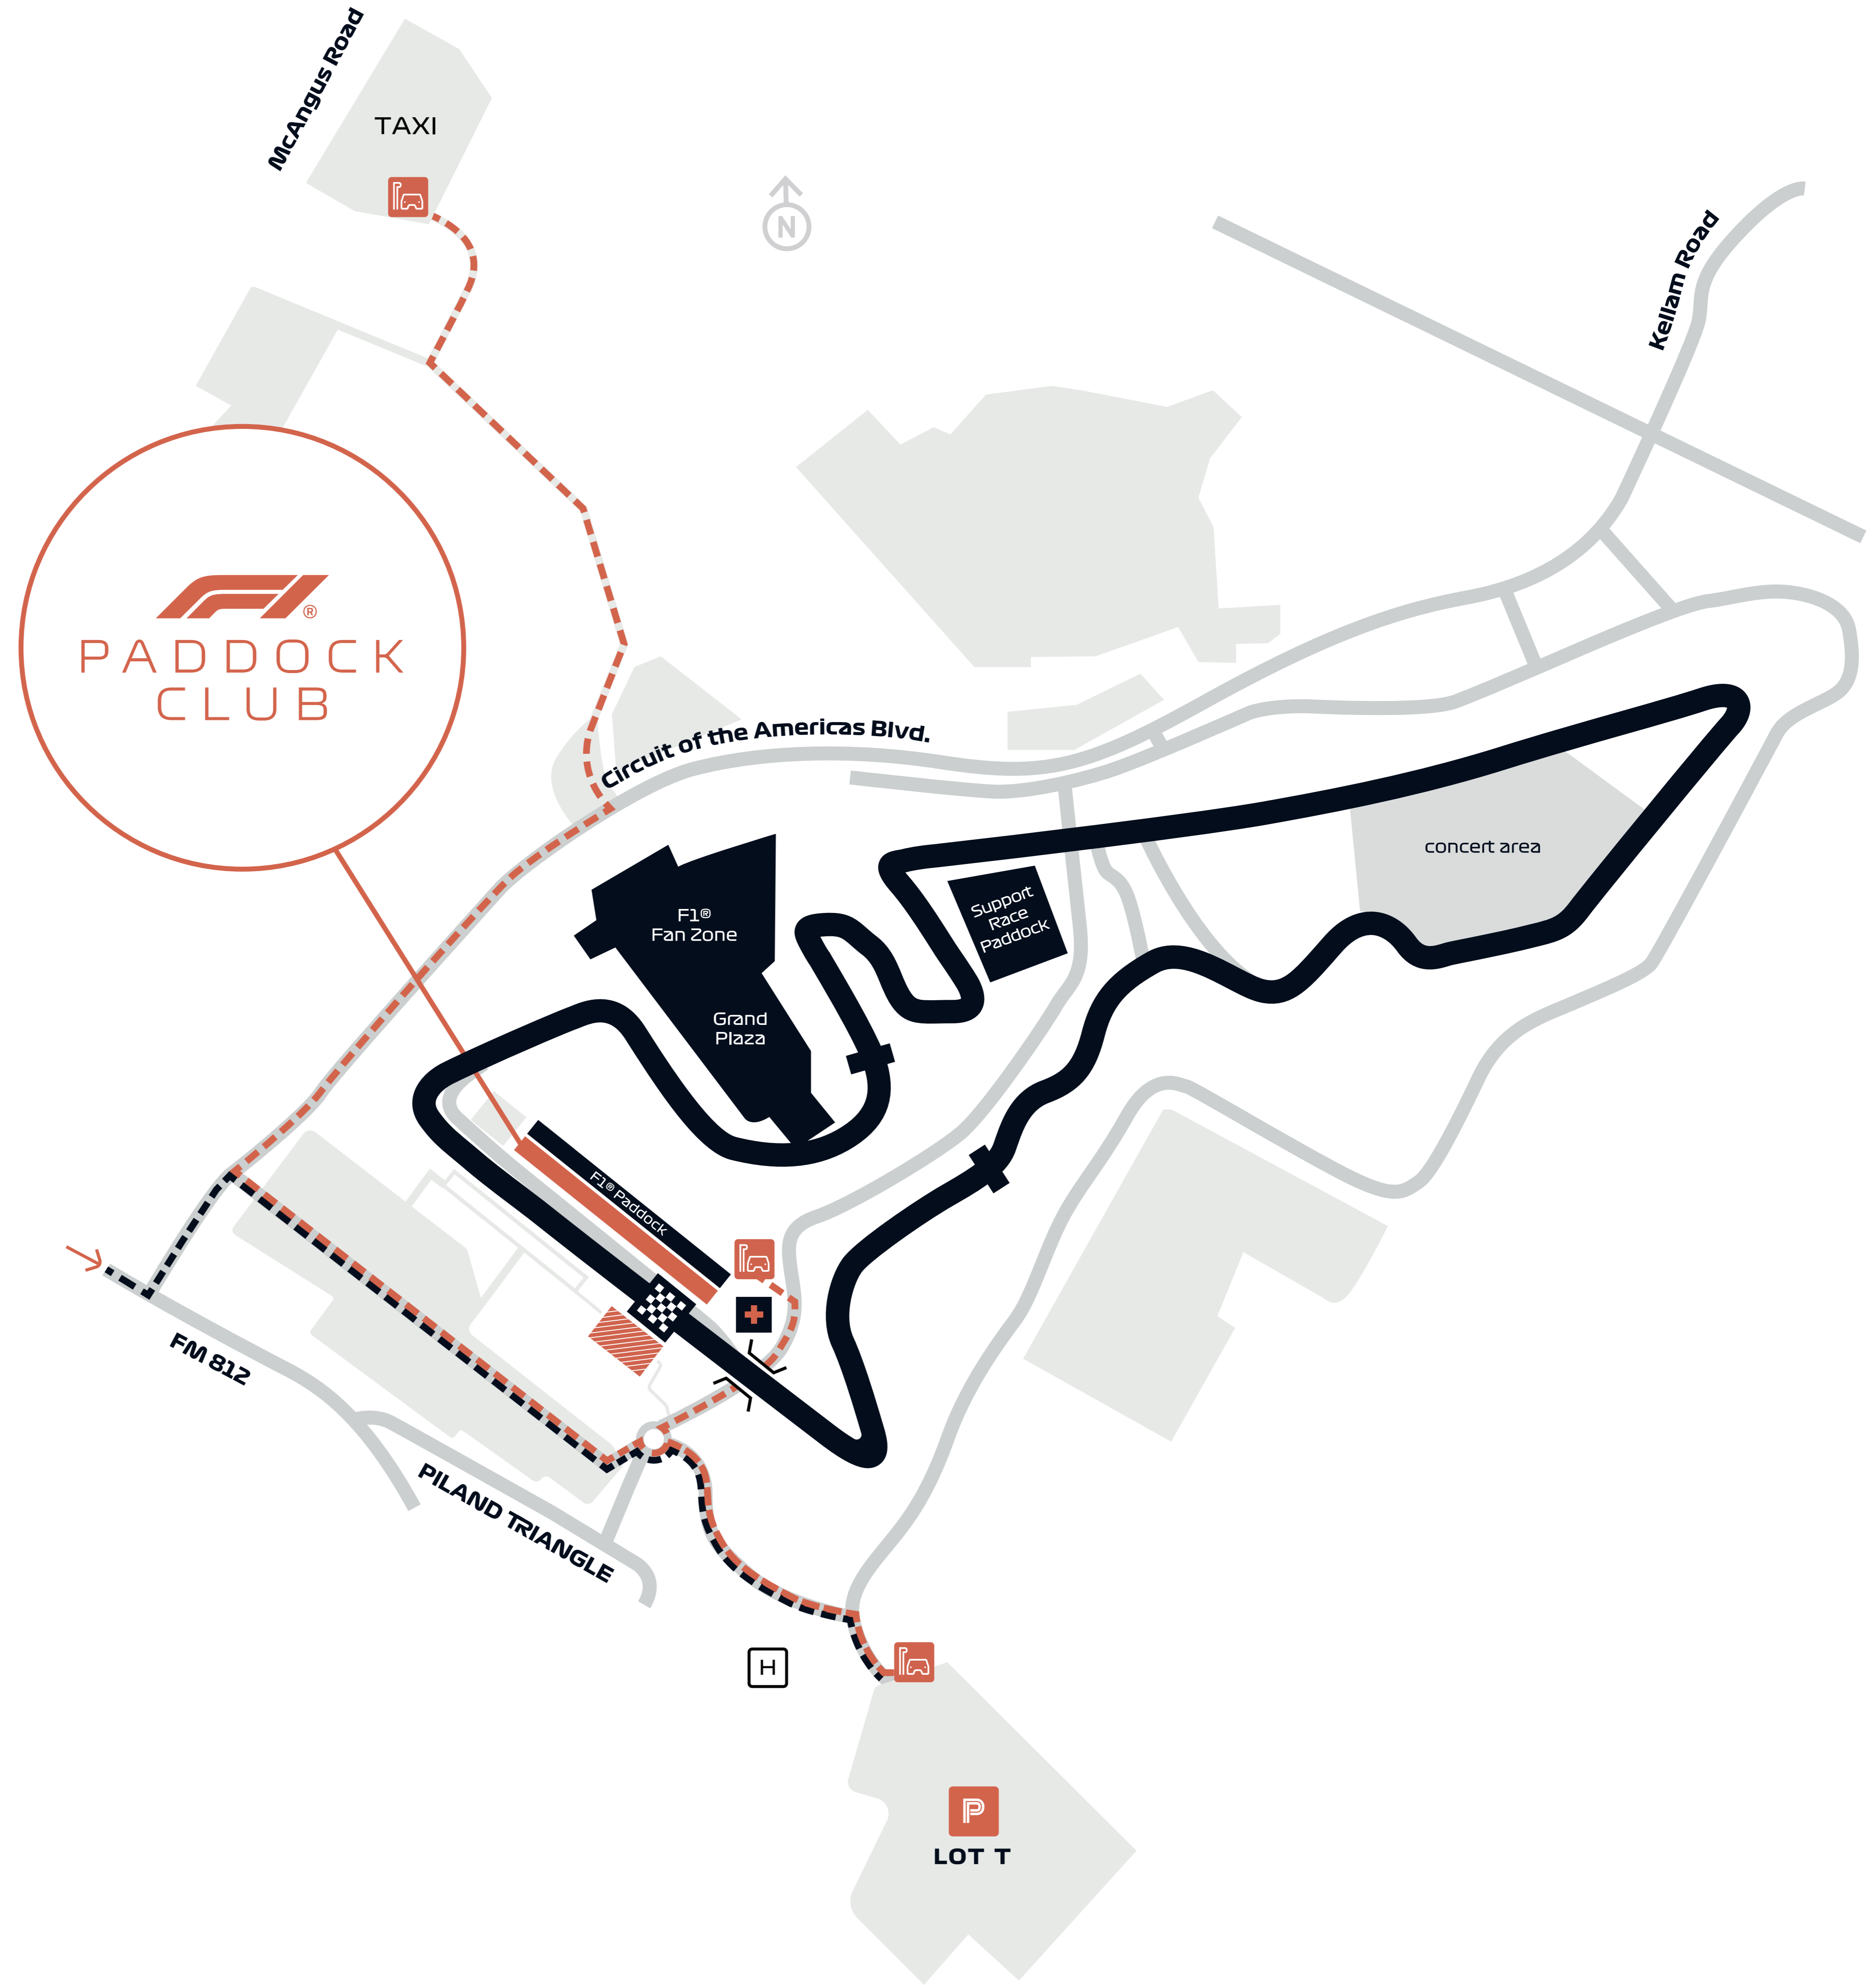 McAngus Road
TAXI
N
Kellam Road
F1®
PADDOCK
CLUB
Circuit of the Americas Blvd.
concert area
F1®
Fan Zone
Support
Race
Paddock
Grand
Plaza
F1® Paddock
FM 812
PILAND TRIANGLE
H
P
LOT T